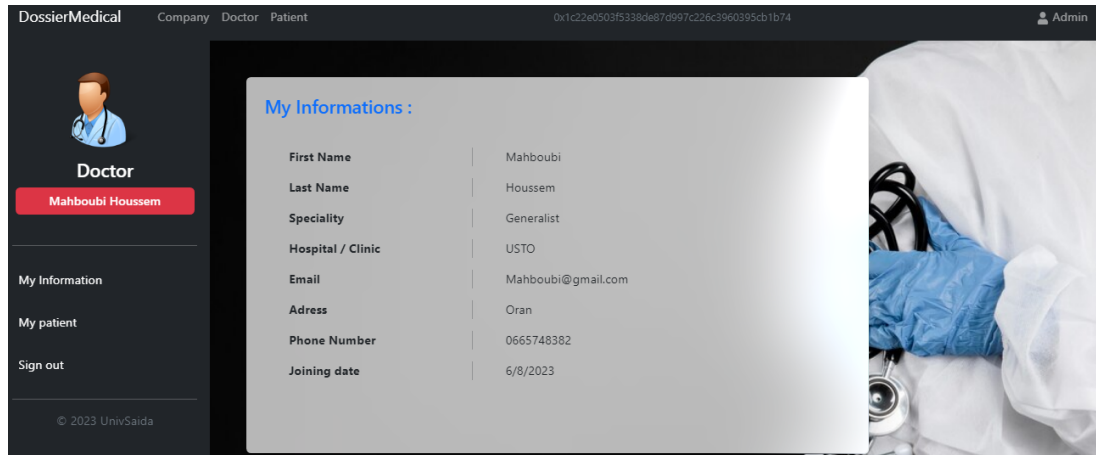 DossierMedical Company Doctor Patient 0x1c22e0503f5338de87d997c226c3960395cb1b74 Admin
Doctor
Mahboubi Houssem
My Information
My patient
Sign out
© 2023 UnivSaida
My Informations :
First Name Mahboubi
Last Name Houssem
Speciality Generalist
Hospital / Clinic USTO
Email Mahboubi@gmail.com
Adress Oran
Phone Number 0665748382
Joining date 6/8/2023